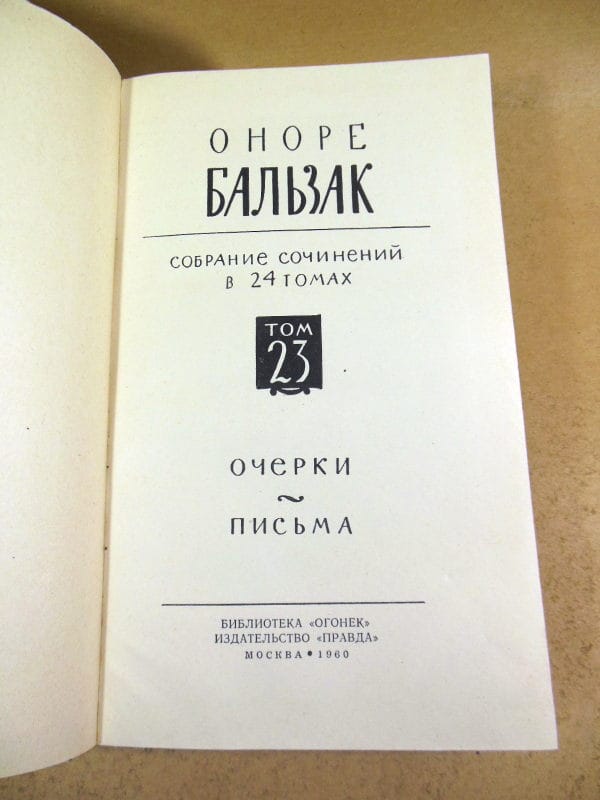 ОНОРЕ
БАЛЬЗАК
СОБРАНИЕ СОЧИНЕНИЙ
В 24 ТОМАХ
ТОМ
23
ОЧЕРКИ
~
ПИСЬМА
БИБЛИОТЕКА «ОГОНЕК»
ИЗДАТЕЛЬСТВО «ПРАВДА»
МОСКВА • 1960